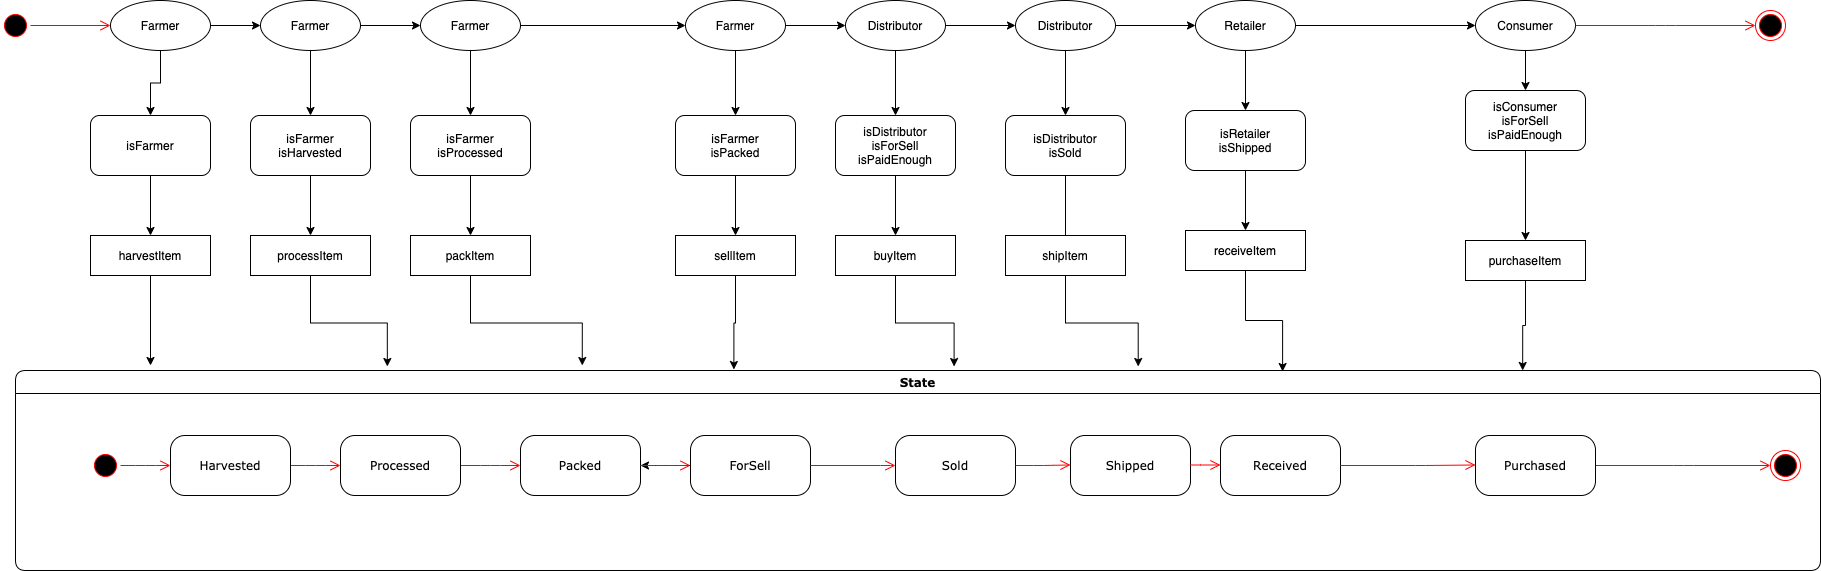 Farmer
Farmer
Farmer
Farmer
Distributor
Distributor
Retailer
Consumer
isFarmer
isFarmer
isHarvested
isFarmer
isProcessed
isFarmer
isPacked
isDistributor
isForSell
isPaidEnough
isDistributor
isSold
isRetailer
isShipped
isConsumer
isForSell
isPaidEnough
harvestItem
processItem
packItem
sellItem
buyItem
shipItem
receiveItem
purchaseItem
State
Harvested
Processed
Packed
ForSell
Sold
Shipped
Received
Purchased